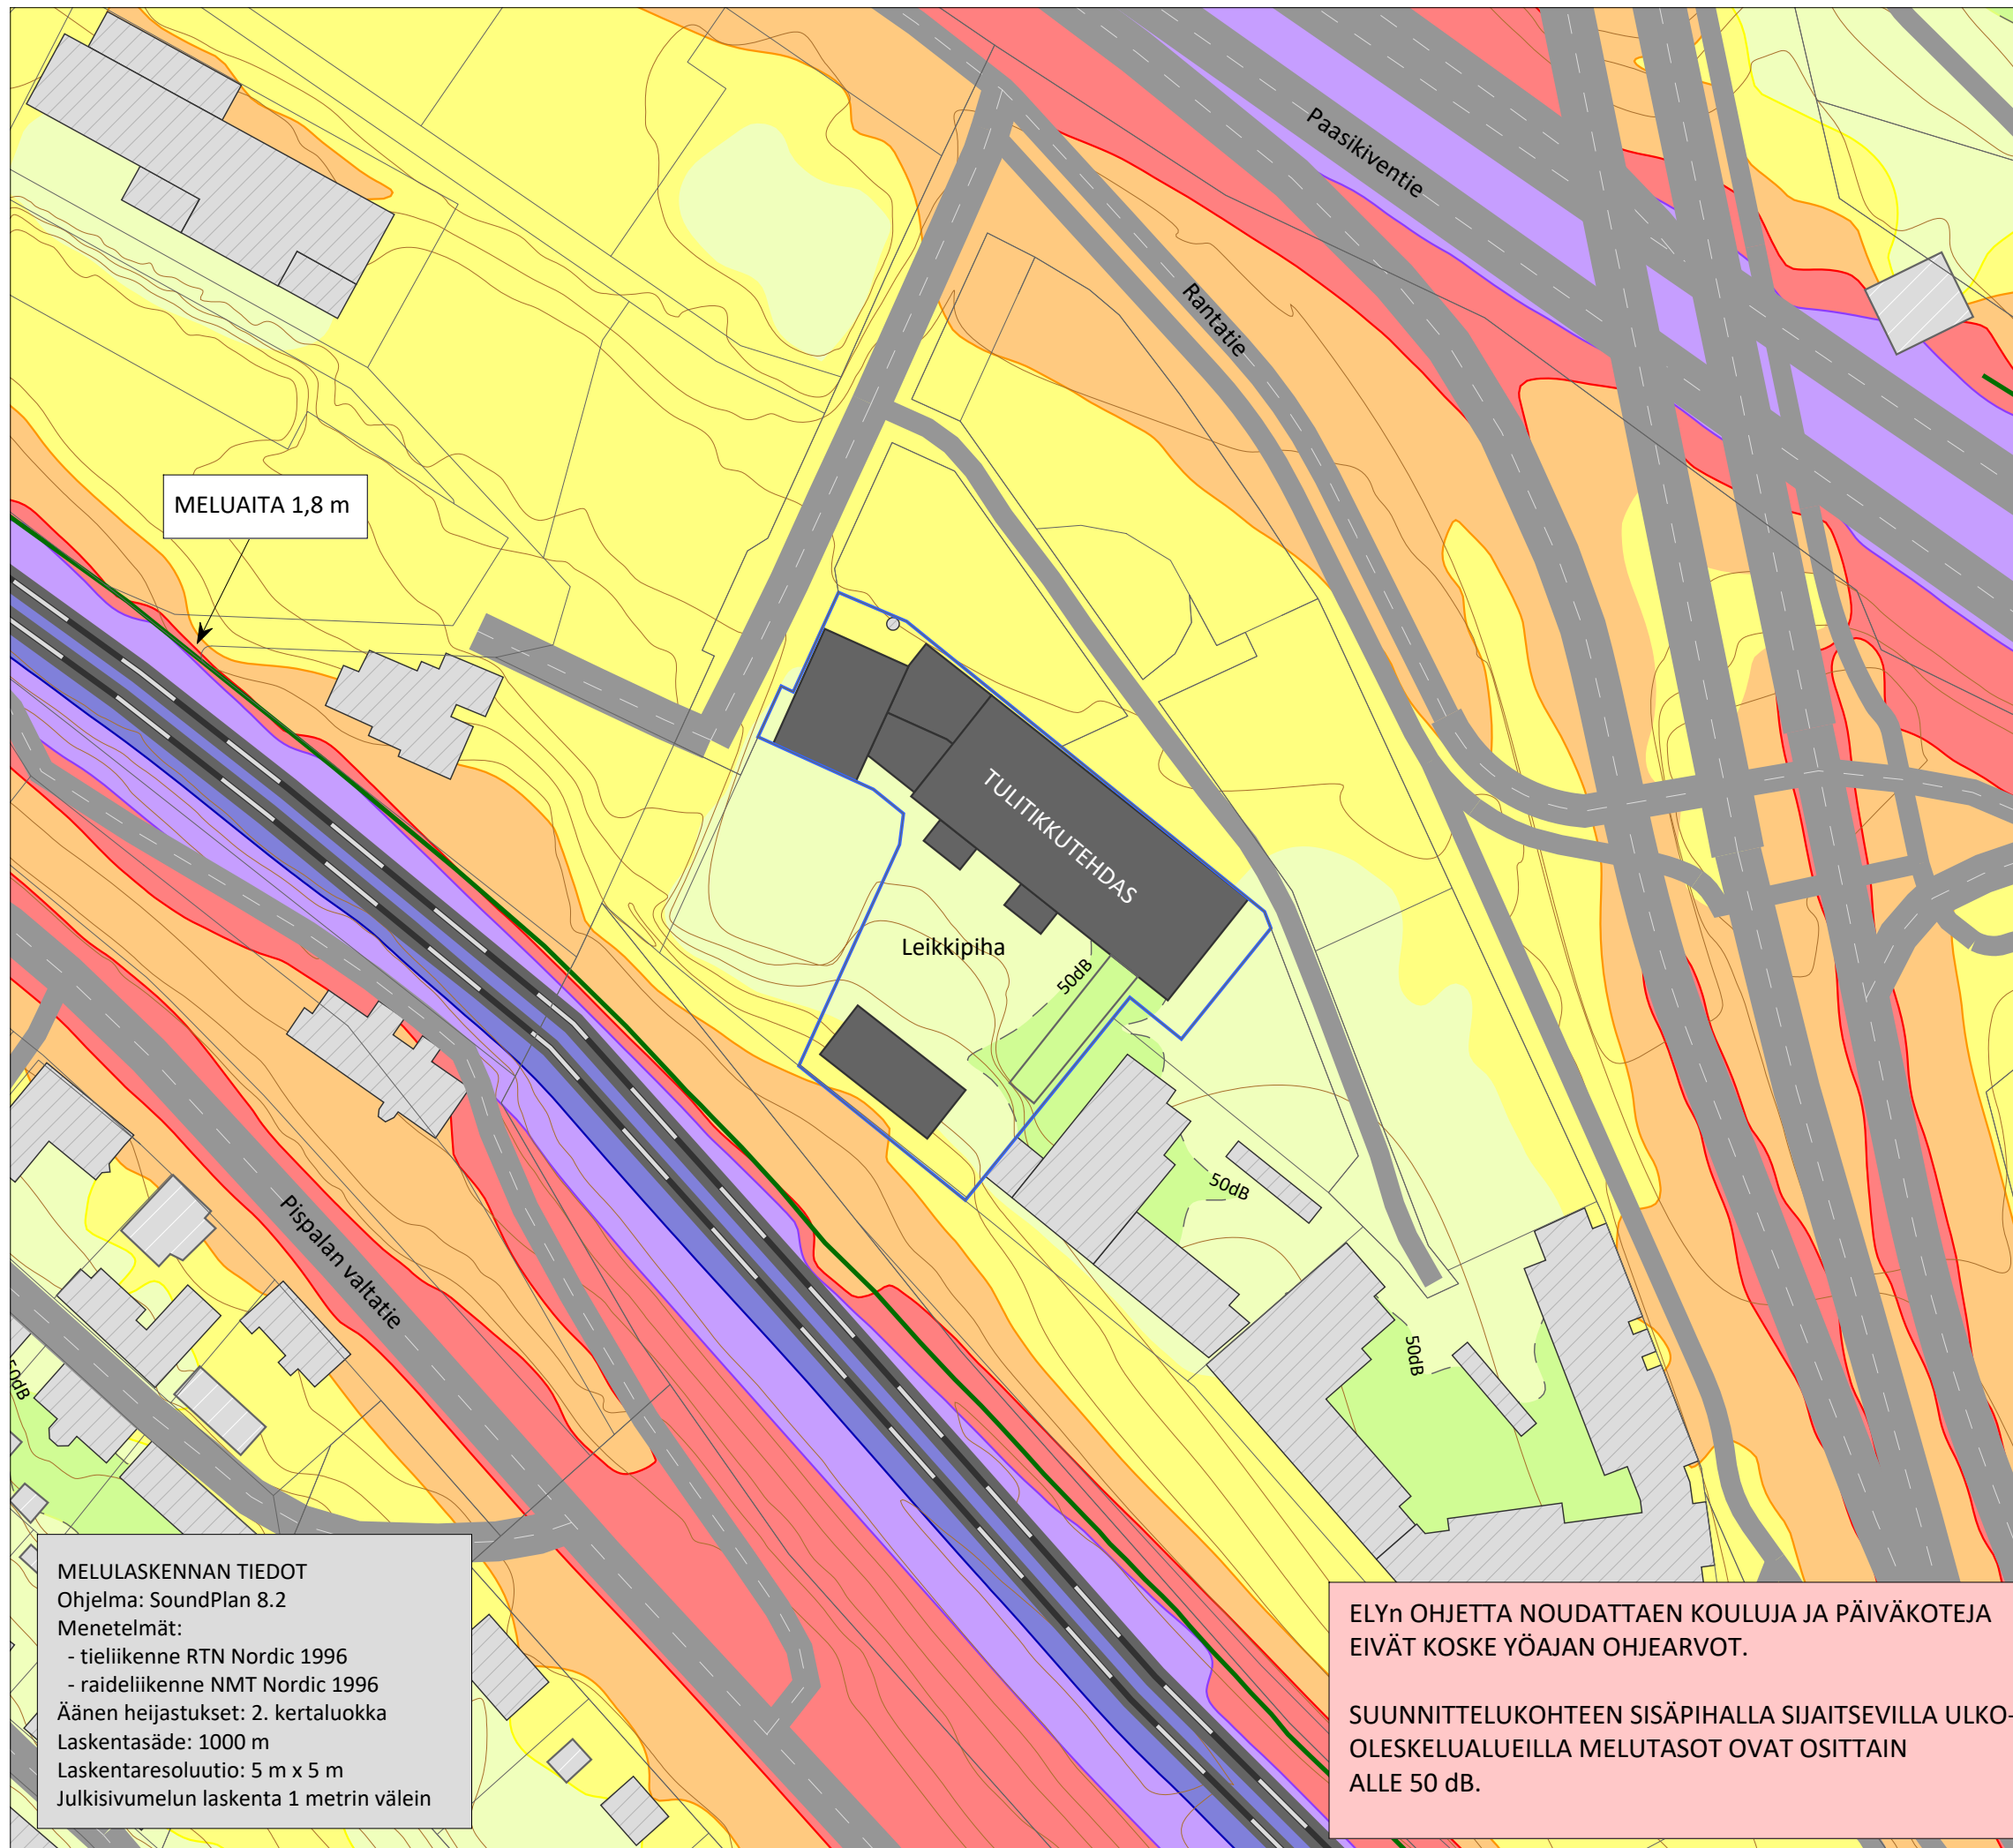 Paasikiventie
Rantatie
MELUAITA 1,8 m
TULITIKKUTEHDAS
Leikkipiha
50dB
50dB
Pispalan valtatie
50dB
50dB
MELULASKENNAN TIEDOT
Ohjelma: SoundPlan 8.2
Menetelmät:
- tieliikenne RTN Nordic 1996
- raideliikenne NMT Nordic 1996
Äänen heijastukset: 2. kertaluokka
Laskentasäde: 1000 m
Laskentaresoluutio: 5 m x 5 m
Julkisivumelun laskenta 1 metrin välein
ELYn OHJETTA NOUDATTAEN KOULUJA JA PÄIVÄKOTEJA
EIVÄT KOSKE YÖAJAN OHJEARVOT.
SUUNNITTELUKOHTEEN SISÄPIHALLA SIJAITSEVILLA ULKO-
OLESKELUALUEILLA MELUTASOT OVAT OSITTAIN
ALLE 50 dB.